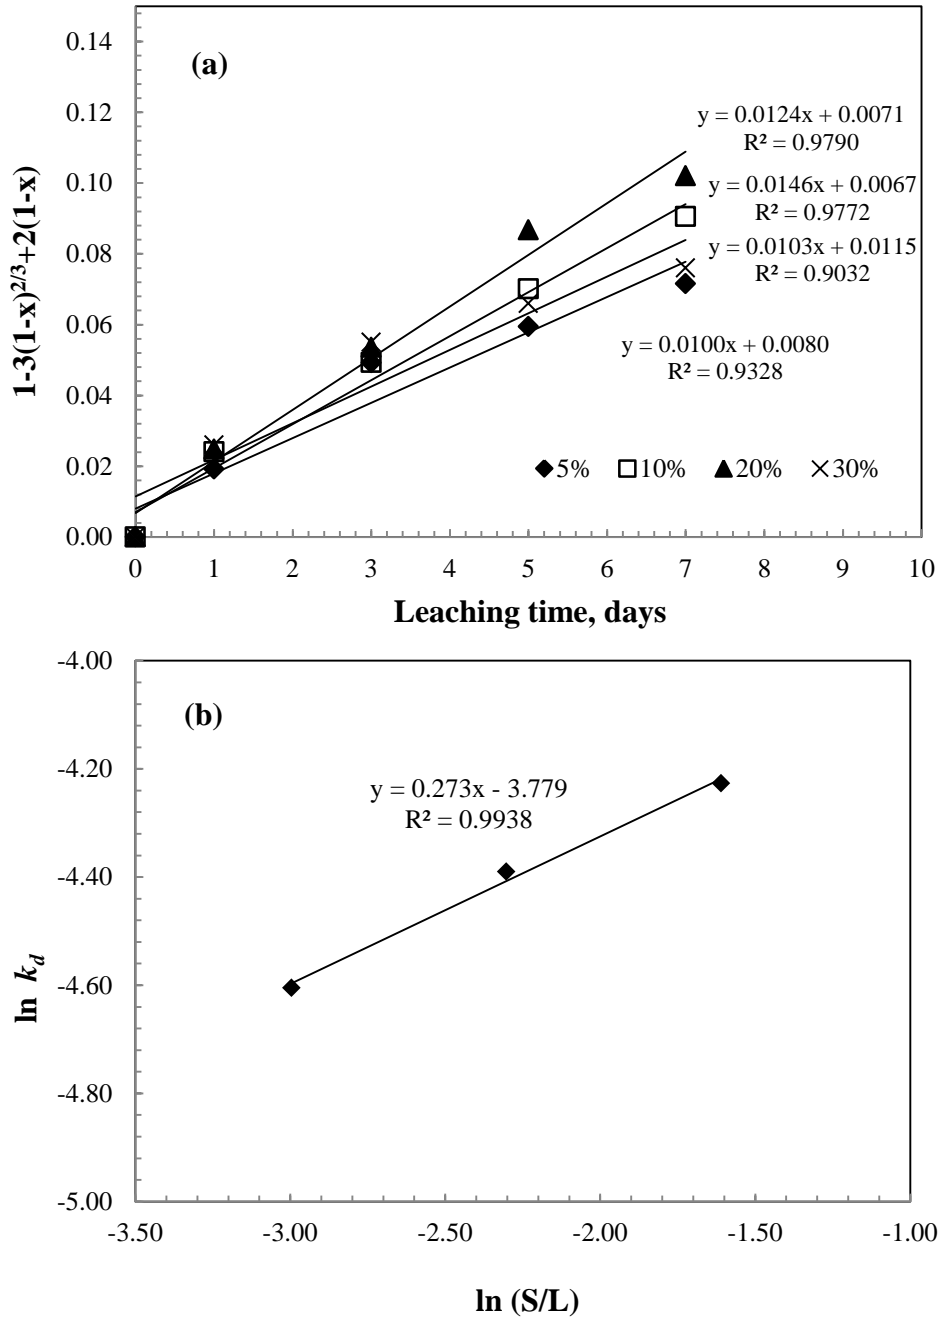 0.14
(a)
0.12
y = 0.0124x + 0.0071
R² = 0.9790
0.10
y = 0.0146x + 0.0067
R² = 0.9772
0.08
y = 0.0103x + 0.0115
R² = 0.9032
0.06
y = 0.0100x + 0.0080
R² = 0.9328
0.04
0.02
5% 10% 20% 30%
0.00
1-3(1-x)^2/3+2(1-x)
0 1 2 3 4 5 6 7 8 9 10
Leaching time, days
-4.00
(b)
-4.20
y = 0.273x - 3.779
R² = 0.9938
-4.40
-4.60
-4.80
-5.00
ln k_d
-3.50 -3.00 -2.50 -2.00 -1.50 -1.00
ln (S/L)